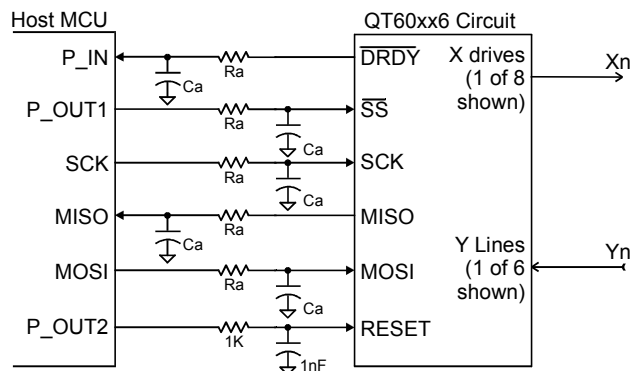 Host MCU
QT60xx6 Circuit
P_IN
Ca
Ra
DRDY
X drives
(1 of 8
shown)
Xn
P_OUT1
Ra
Ca
SS
SCK
Ra
Ca
SCK
MISO
Ca
Ra
MISO
Y Lines
(1 of 6
shown)
Yn
MOSI
Ra
Ca
MOSI
P_OUT2
1K
1nF
RESET